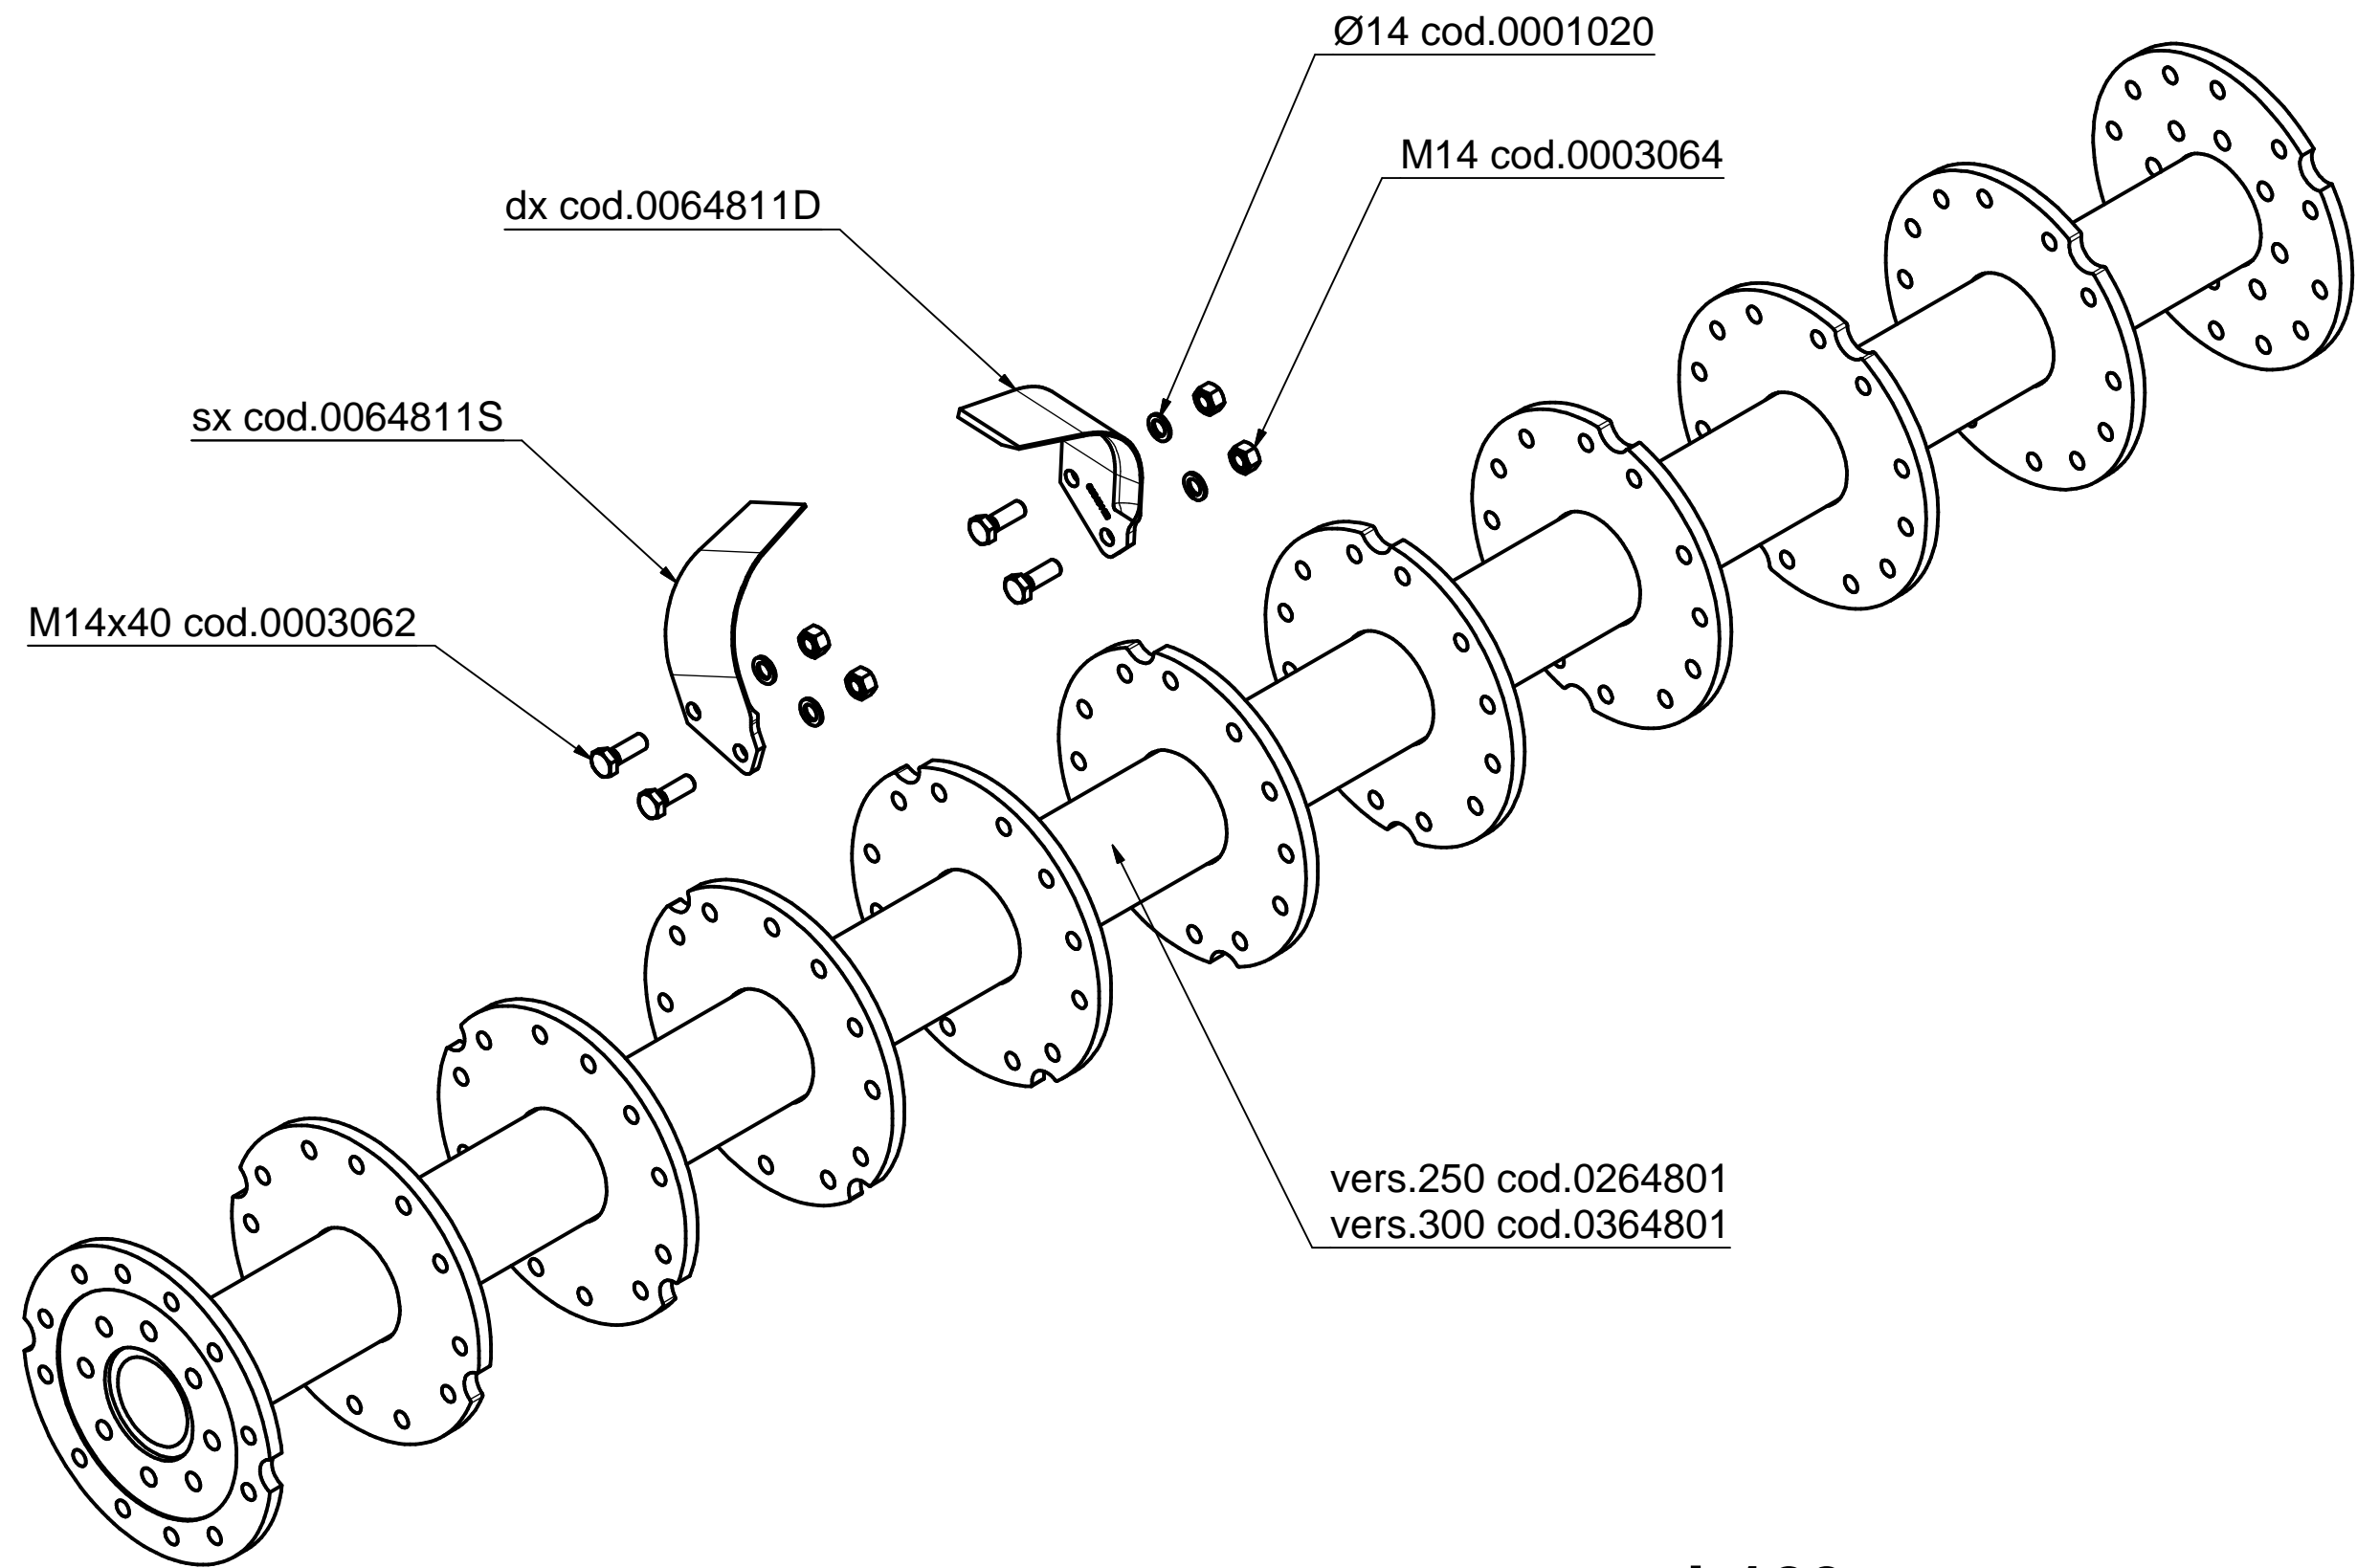 Ø14 cod.0001020
M14 cod.0003064
dx cod.0064811D
sx cod.0064811S
M14x40 cod.0003062
vers.250 cod.0264801
vers.300 cod.0364801